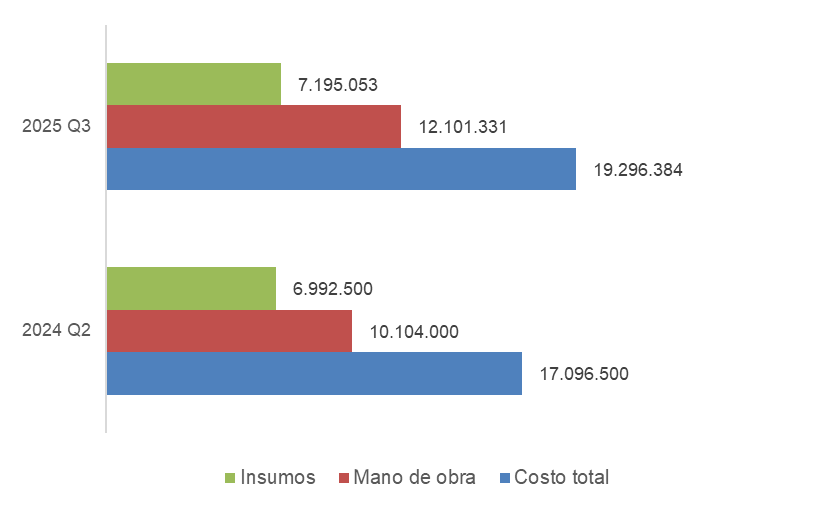 7.195.053
2025 Q3
12.101.331
19.296.384
6.992.500
2024 Q2
10.104.000
17.096.500
Insumos Mano de obra Costo total